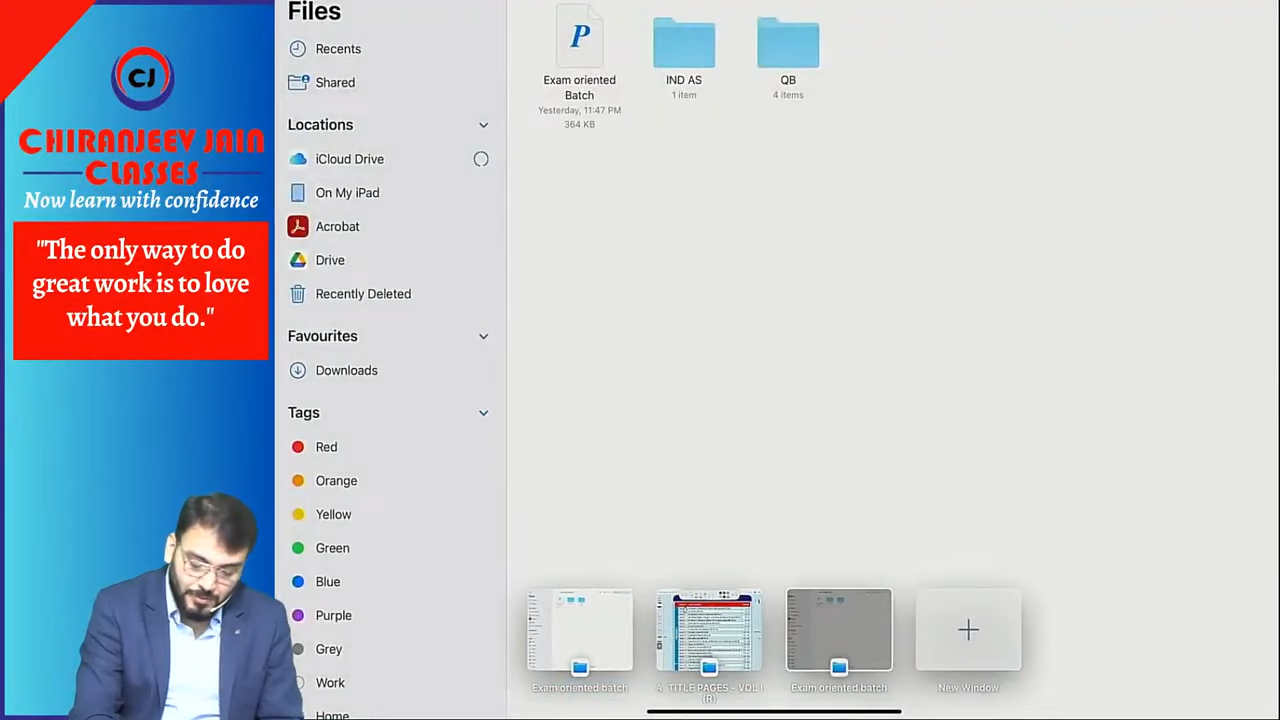 CJ
CHIRANJEEV JAIN
CLASSES
Now learn with confidence
"The only way to do
great work is to love
what you do."
Files
Recents
Shared
Locations
iCloud Drive
On My iPad
Acrobat
Drive
Recently Deleted
Favourites
Downloads
Tags
Red
Orange
Yellow
Green
Blue
Purple
Grey
Work
Home
P
Exam oriented
Batch
Yesterday, 11:47 PM
364 KB
IND AS
1 item
QB
4 items
Exam oriented batch
A. TITLE PAGES – VOL I
(R)
Exam oriented batch
New Window